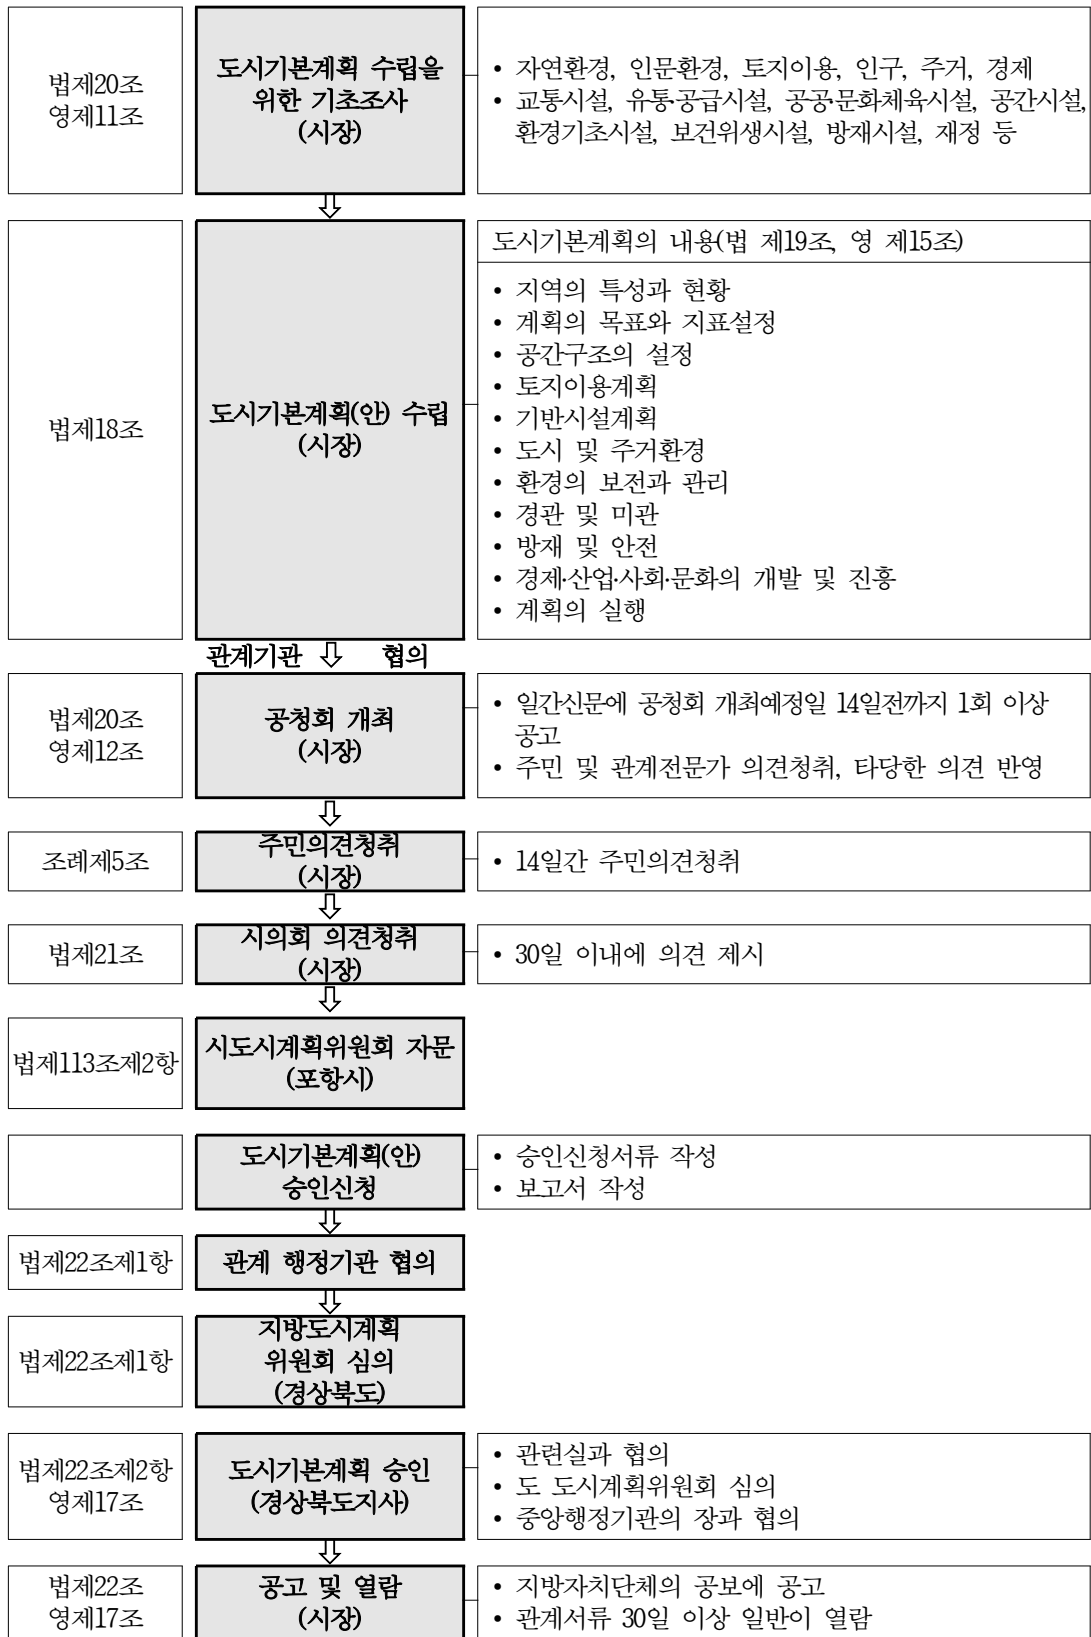 법제20조
영제11조
도시기본계획 수립을
위한 기초조사
(시장)
• 자연환경, 인문환경, 토지이용, 인구, 주거, 경제
• 교통시설, 유통·공급시설, 공공·문화체육시설, 공간시설,
환경기초시설, 보건위생시설, 방재시설, 재정 등
법제18조
도시기본계획(안) 수립
(시장)
도시기본계획의 내용(법 제19조, 영 제15조)
• 지역의 특성과 현황
• 계획의 목표와 지표설정
• 공간구조의 설정
• 토지이용계획
• 기반시설계획
• 도시 및 주거환경
• 환경의 보전과 관리
• 경관 및 미관
• 방재 및 안전
• 경제·산업·사회·문화의 개발 및 진흥
• 계획의 실행
관계기관 협의
법제20조
영제12조
공청회 개최
(시장)
• 일간신문에 공청회 개최예정일 14일전까지 1회 이상
공고
• 주민 및 관계전문가 의견청취, 타당한 의견 반영
조례제5조
주민의견청취
(시장)
• 14일간 주민의견청취
법제21조
시의회 의견청취
(시장)
• 30일 이내에 의견 제시
법제113조제2항
시도시계획위원회 자문
(포항시)
도시기본계획(안)
승인신청
• 승인신청서류 작성
• 보고서 작성
법제22조제1항
관계 행정기관 협의
법제22조제1항
지방도시계획
위원회 심의
(경상북도)
법제22조제2항
영제17조
도시기본계획 승인
(경상북도지사)
• 관련실과 협의
• 도 도시계획위원회 심의
• 중앙행정기관의 장과 협의
법제22조
영제17조
공고 및 열람
(시장)
• 지방자치단체의 공보에 공고
• 관계서류 30일 이상 일반이 열람